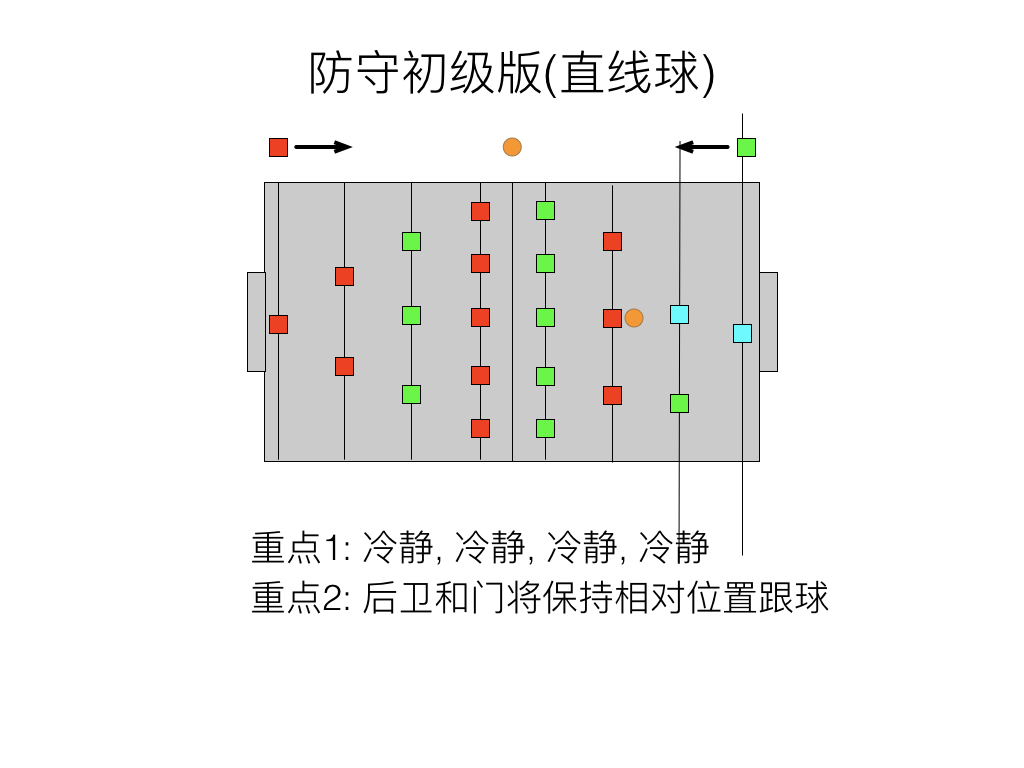 防守初级版(直线球)
重点1: 冷静, 冷静, 冷静, 冷静
重点2: 后卫和门将保持相对位置跟球